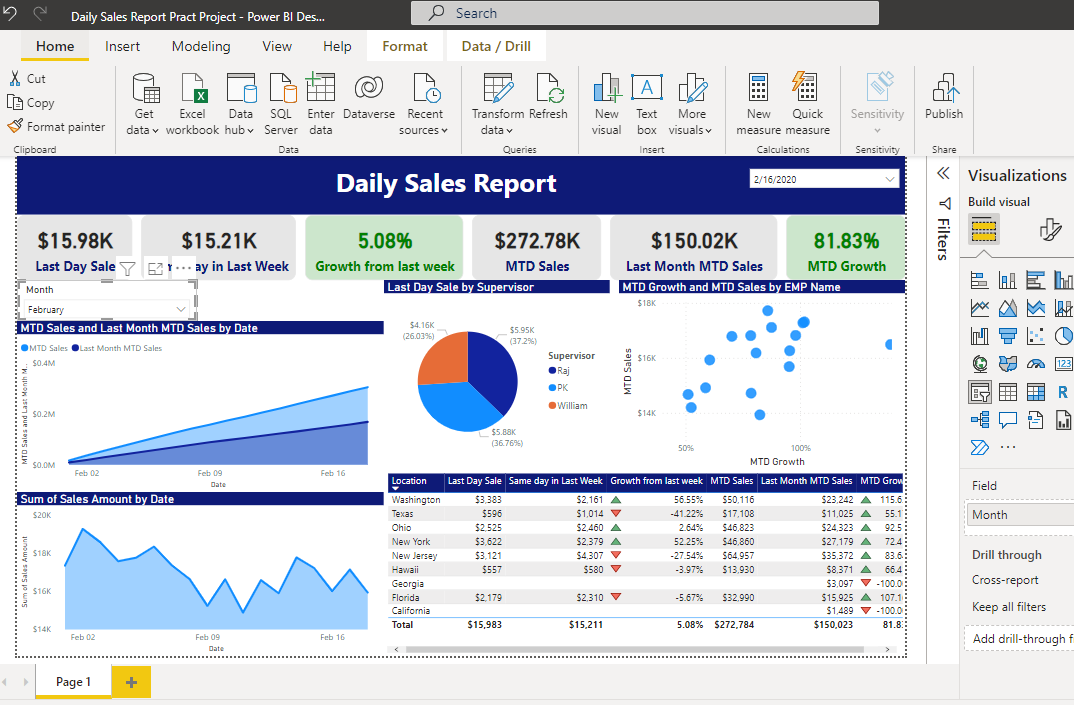 Daily Sales Report Pract Project - Power BI Des...
Search
Home Insert Modeling View Help Format Data / Drill
Cut
Copy
Format painter
Clipboard
Get data
Excel workbook
Data hub
SQL Server
Enter data
Dataverse
Recent sources
Data
Transform data
Refresh
Queries
New visual
Text box
More visuals
Insert
New measure
Quick measure
Calculations
Sensitivity
Sensitivity
Publish
Share
Daily Sales Report
2/16/2020
$15.98K
Last Day Sale
$15.21K
ay in Last Week
5.08%
Growth from last week
$272.78K
MTD Sales
$150.02K
Last Month MTD Sales
81.83%
MTD Growth
Month
February
MTD Sales and Last Month MTD Sales by Date
MTD Sales Last Month MTD Sales
MTD Sales and Last Month M...
$0.4M
$0.2M
$0.0M
Feb 02 Feb 09 Feb 16
Date
Sum of Sales Amount by Date
Sum of Sales Amount
$20K
$18K
$16K
$14K
Feb 02 Feb 09 Feb 16
Date
Last Day Sale by Supervisor
$4.16K
(26.03%)
$5.95K
(37.2%)
$5.88K
(36.76%)
Supervisor
Raj
PK
William
MTD Growth and MTD Sales by EMP Name
MTD Sales
$18K
$16K
$14K
50% 100%
MTD Growth
Location Last Day Sale Same day in Last Week Growth from last week MTD Sales Last Month MTD Sales MTD Grow
Washington $3,383 $2,161 56.55% $50,116 $23,242 115.6
Texas $596 $1,014 -41.22% $17,108 $11,025 55.1
Ohio $2,525 $2,460 2.64% $46,823 $24,323 92.5
New York $3,622 $2,379 52.25% $46,860 $27,179 72.4
New Jersey $3,121 $4,307 -27.54% $64,957 $35,372 83.6
Hawaii $557 $580 -3.97% $13,930 $8,371 66.4
Georgia $3,097 -100.0
Florida $2,179 $2,310 -5.67% $32,990 $15,925 107.1
California $1,489 -100.0
Total $15,983 $15,211 5.08% $272,784 $150,023 81.8
Filters
Visualizations
Build visual
123
R
Field
Month
Drill through
Cross-report
Keep all filters
Add drill-through f
Page 1